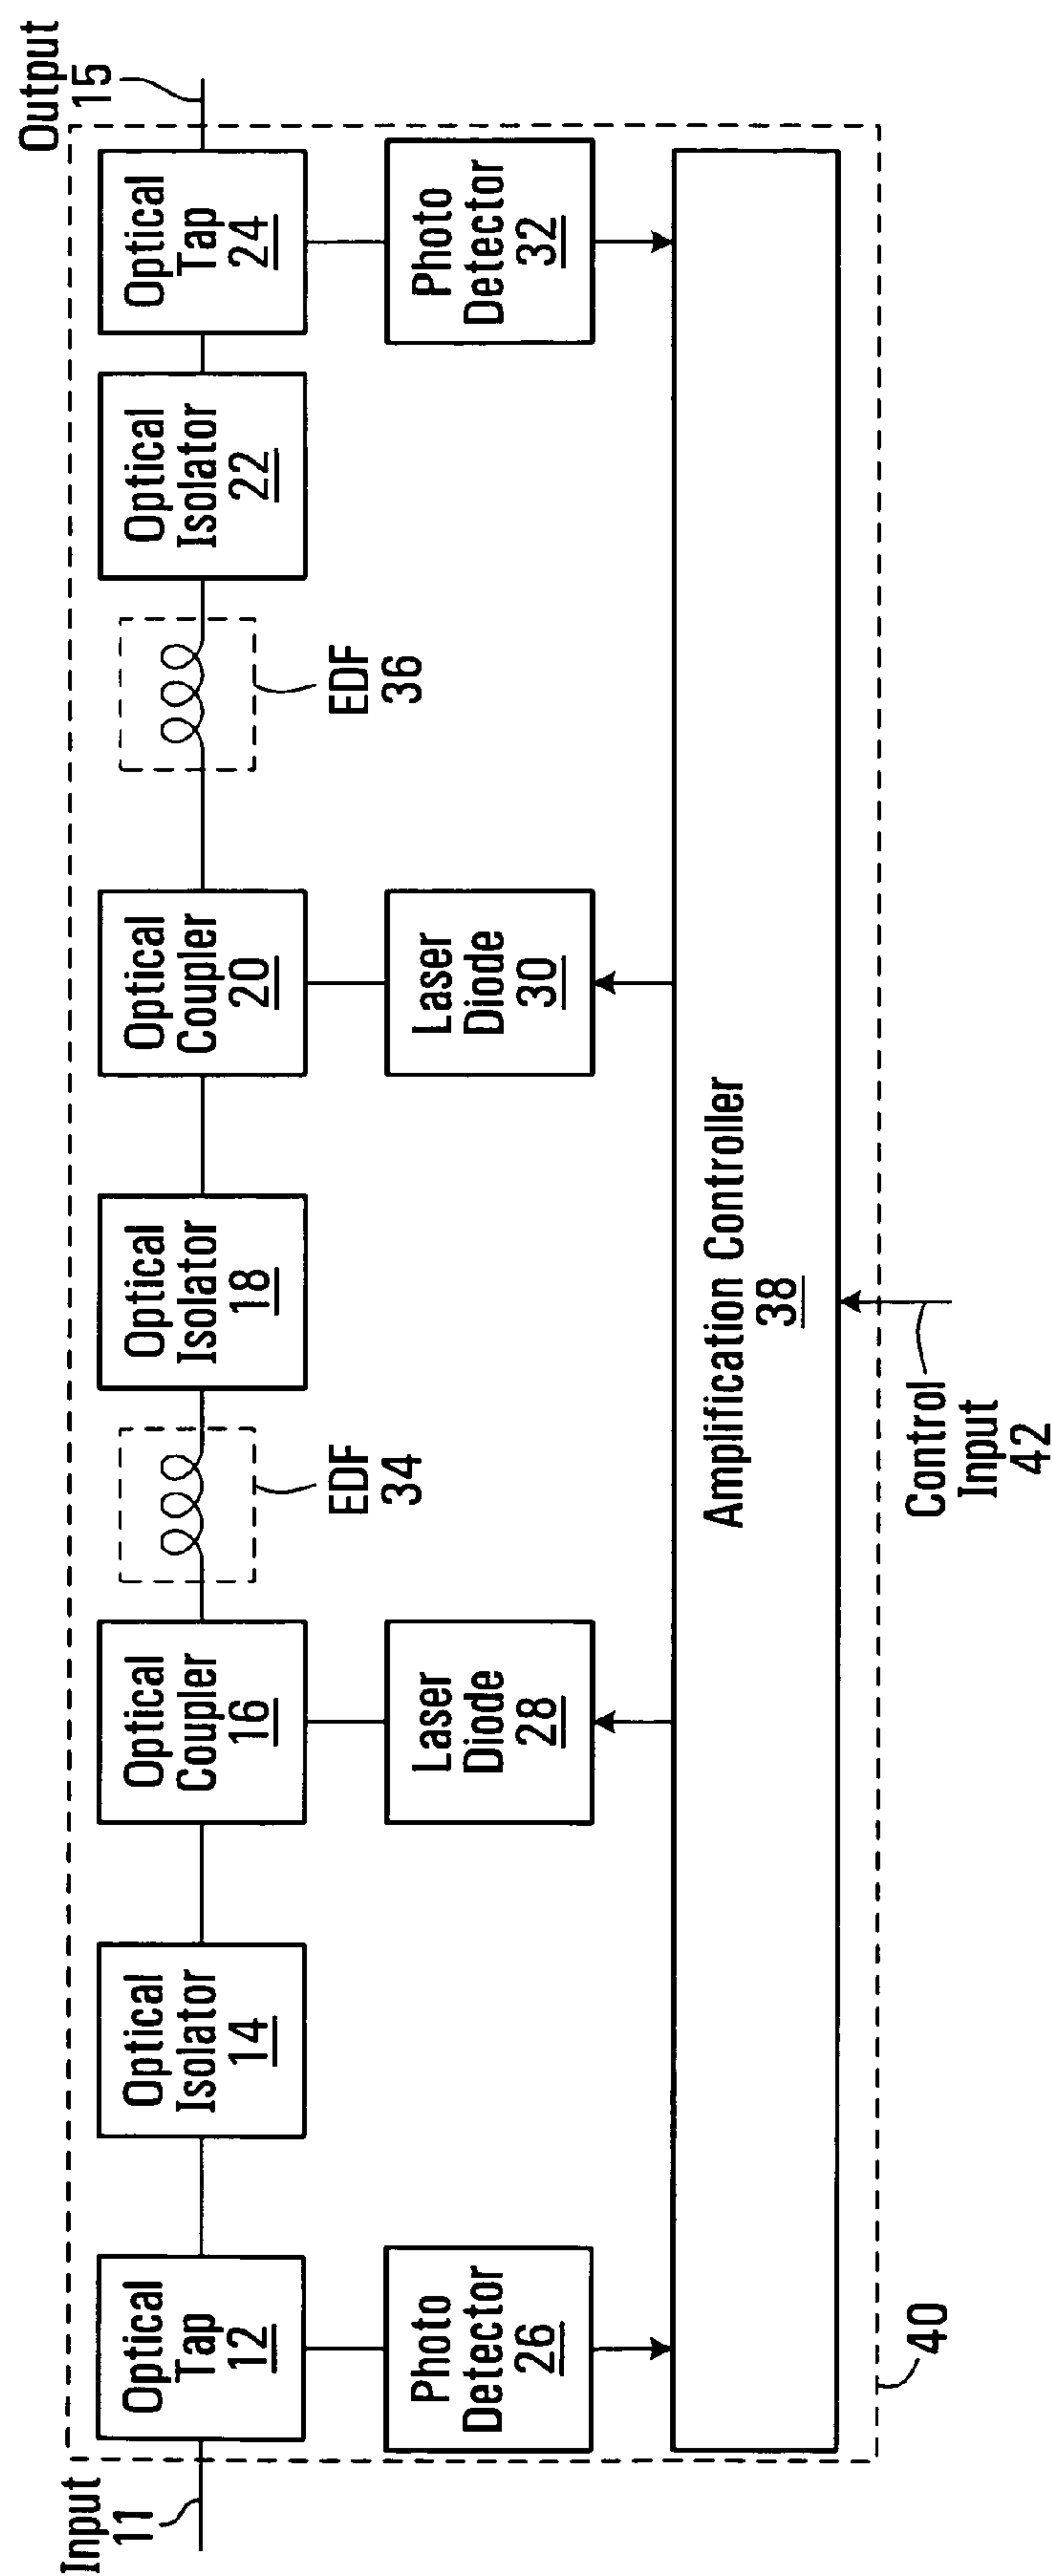 Input
11
Optical
Tap
12
Optical
Isolator
14
Optical
Coupler
16
EDF
34
Optical
Isolator
18
Optical
Coupler
20
EDF
36
Optical
Isolator
22
Optical
Tap
24
Output
15
Photo
Detector
26
Laser
Diode
28
Laser
Diode
30
Photo
Detector
32
Amplification Controller
38
Control
Input
42
40